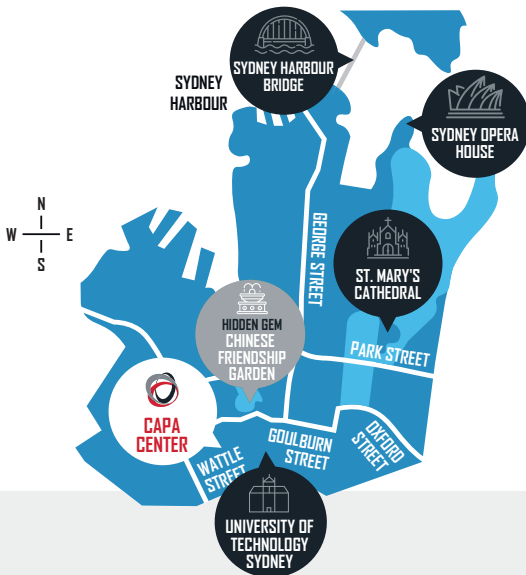 SYDNEY HARBOUR
BRIDGE
SYDNEY
HARBOUR
SYDNEY OPERA
HOUSE
N
W
E
S
GEORGE STREET
ST. MARY'S
CATHEDRAL
HIDDEN GEM
CHINESE
FRIENDSHIP
GARDEN
PARK STREET
CAPA
CENTER
WATTLE
STREET
GOULBURN
STREET
OXFORD
STREET
UNIVERSITY OF
TECHNOLOGY
SYDNEY